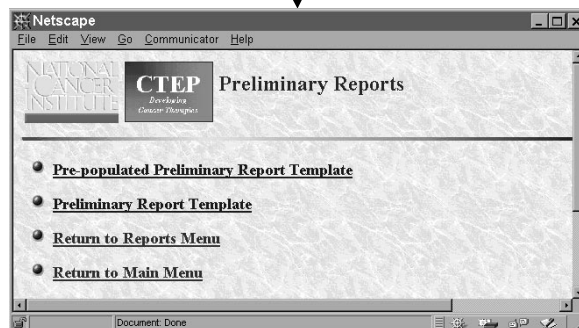 Netscape
File Edit View Go Communicator Help
NATIONAL
CANCER
INSTITUTE
CTEP
Developing
Cancer Therapies
Preliminary Reports
Pre-populated Preliminary Report Template
Preliminary Report Template
Return to Reports Menu
Return to Main Menu
Document: Done